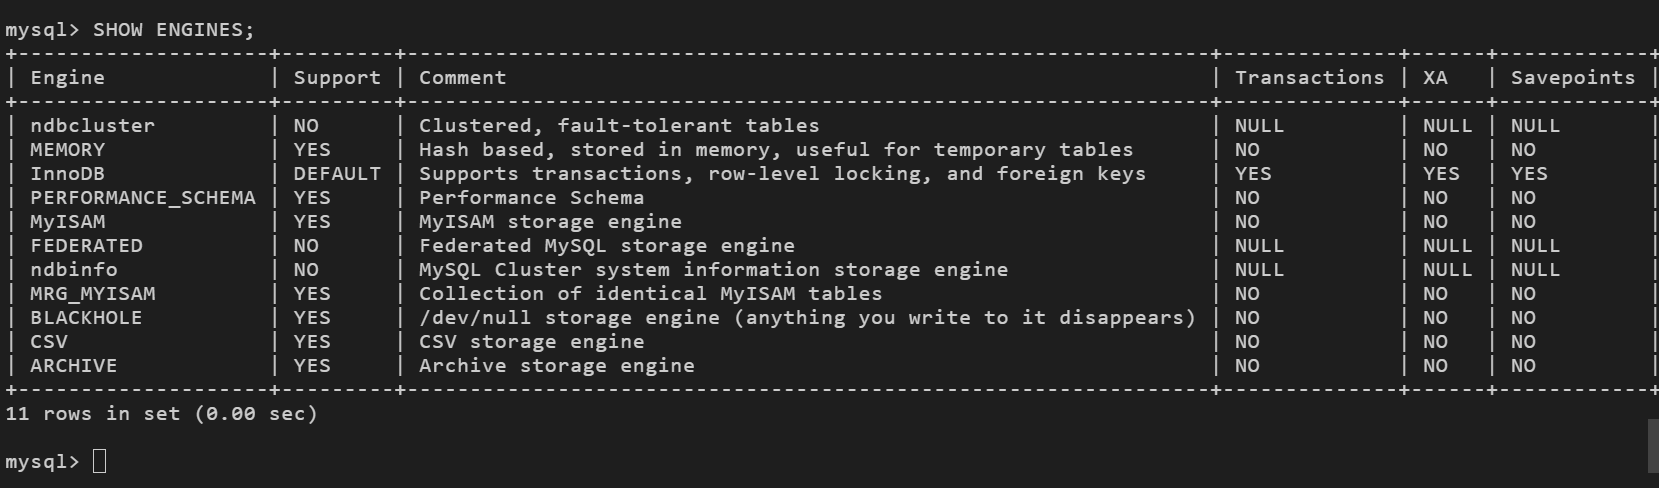 mysql> SHOW ENGINES;
+--------------------+---------+----------------------------------------------------------------+--------------+------+------------+
| Engine             | Support | Comment                                                        | Transactions | XA   | Savepoints |
+--------------------+---------+----------------------------------------------------------------+--------------+------+------------+
| ndbcluster         | NO      | Clustered, fault-tolerant tables                               | NULL         | NULL | NULL       |
| MEMORY             | YES     | Hash based, stored in memory, useful for temporary tables      | NO           | NO   | NO         |
| InnoDB             | DEFAULT | Supports transactions, row-level locking, and foreign keys     | YES          | YES  | YES        |
| PERFORMANCE_SCHEMA | YES     | Performance Schema                                             | NO           | NO   | NO         |
| MyISAM             | YES     | MyISAM storage engine                                          | NO           | NO   | NO         |
| FEDERATED          | NO      | Federated MySQL storage engine                                 | NULL         | NULL | NULL       |
| ndbinfo            | NO      | MySQL Cluster system information storage engine                | NULL         | NULL | NULL       |
| MRG_MYISAM         | YES     | Collection of identical MyISAM tables                          | NO           | NO   | NO         |
| BLACKHOLE          | YES     | /dev/null storage engine (anything you write to it disappears) | NO           | NO   | NO         |
| CSV                | YES     | CSV storage engine                                             | NO           | NO   | NO         |
| ARCHIVE            | YES     | Archive storage engine                                         | NO           | NO   | NO         |
+--------------------+---------+----------------------------------------------------------------+--------------+------+------------+
11 rows in set (0.00 sec)
mysql>